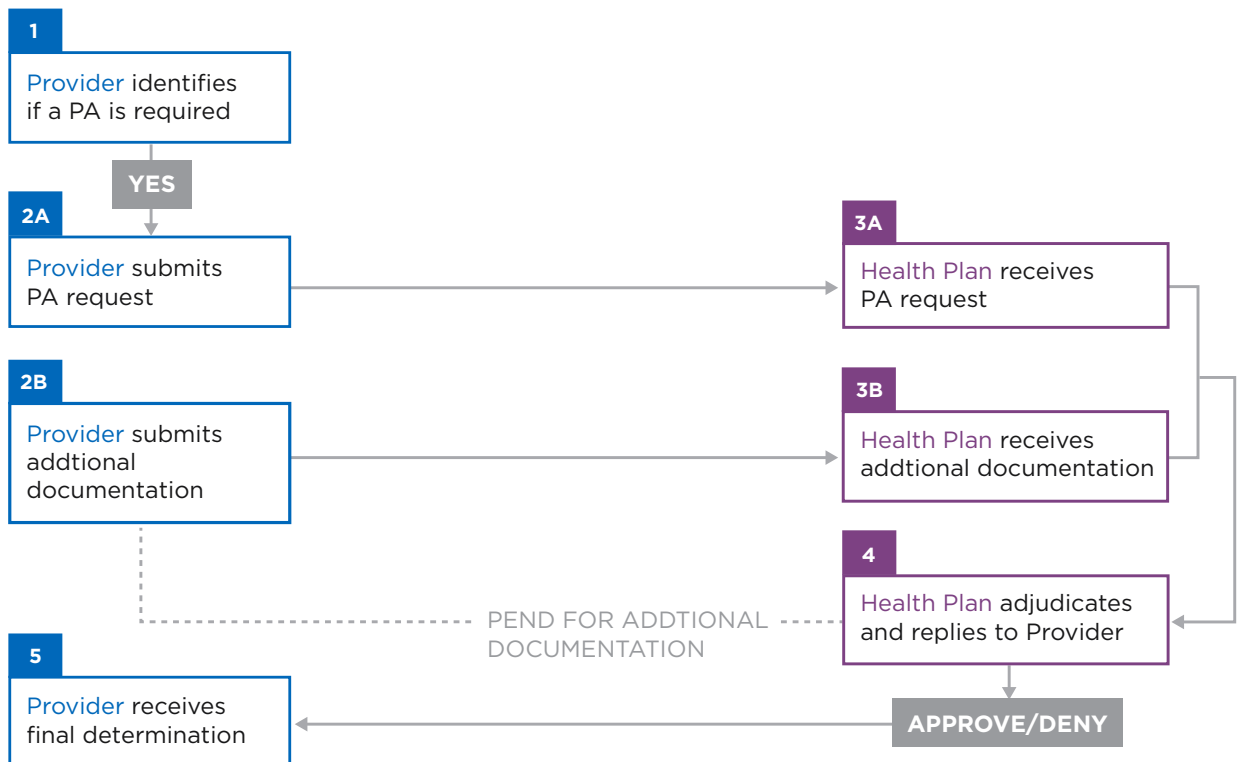 1
Provider identifies
if a PA is required
YES
2A
Provider submits
PA request
3A
Health Plan receives
PA request
2B
Provider submits
addtional
documentation
3B
Health Plan receives
addtional documentation
4
Health Plan adjudicates
and replies to Provider
PEND FOR ADDTIONAL
DOCUMENTATION
5
Provider receives
final determination
APPROVE/DENY